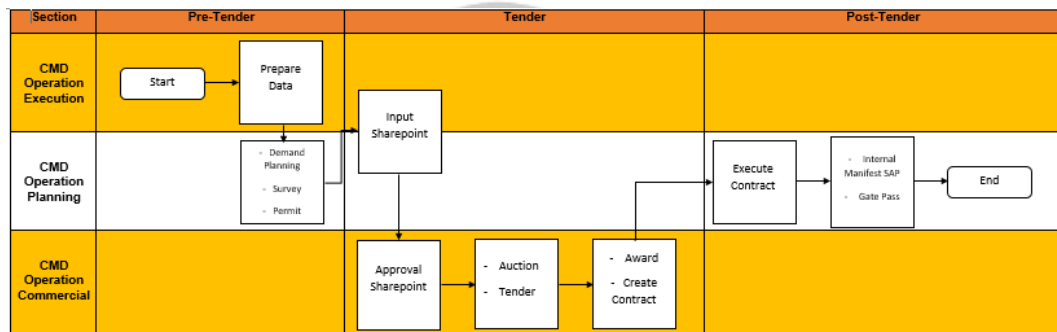 Section
Pre-Tender
Tender
Post-Tender
CMD
Operation
Execution
Start
Prepare
Data
Input
Sharepoint
CMD
Operation
Planning
- Demand
Planning
- Survey
- Permit
Execute
Contract
- Internal
Manifest SAP
- Gate Pass
End
CMD
Operation
Commercial
Approval
Sharepoint
- Auction
- Tender
- Award
- Create
Contract